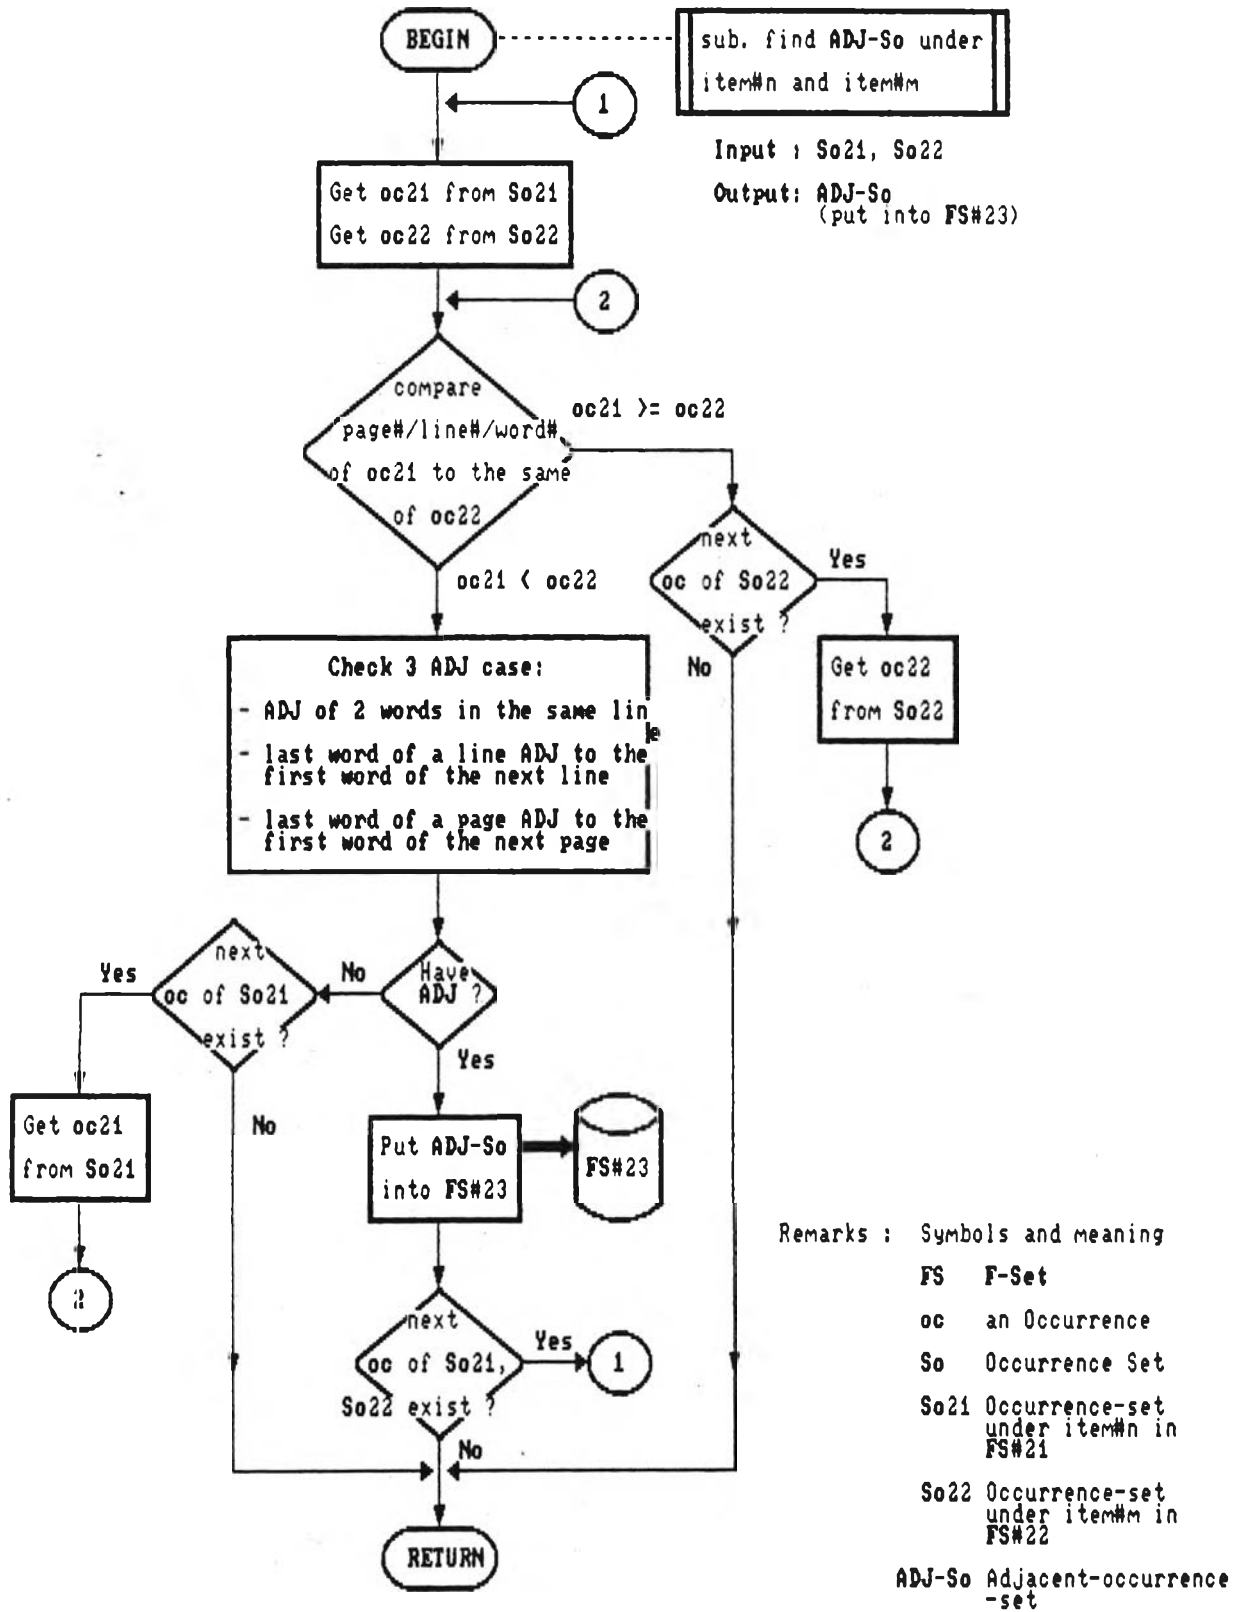 BEGIN
sub. find ADJ-So under
item#n and item#m
1
Input : So21, So22
Output: ADJ-So
(put into FS#23)
Get oc21 from So21
Get oc22 from So22
2
compare
page#/line#/word#
of oc21 to the same
of oc22
oc21 >= oc22
oc21 < oc22
next
oc of So22
exist ?
Yes
No
Get oc22
from So22
2
Check 3 ADJ case:
- ADJ of 2 words in the same line
- last word of a line ADJ to the
first word of the next line
- last word of a page ADJ to the
first word of the next page
Have
ADJ ?
No
Yes
next
oc of So21
exist ?
Yes
No
Get oc21
from So21
2
Put ADJ-So
into FS#23
FS#23
next
oc of So21,
So22 exist ?
Yes
1
No
RETURN
Remarks : Symbols and meaning
FS F-Set
oc an Occurrence
So Occurrence Set
So21 Occurrence-set
under item#n in
FS#21
So22 Occurrence-set
under item#m in
FS#22
ADJ-So Adjacent-occurrence
-set